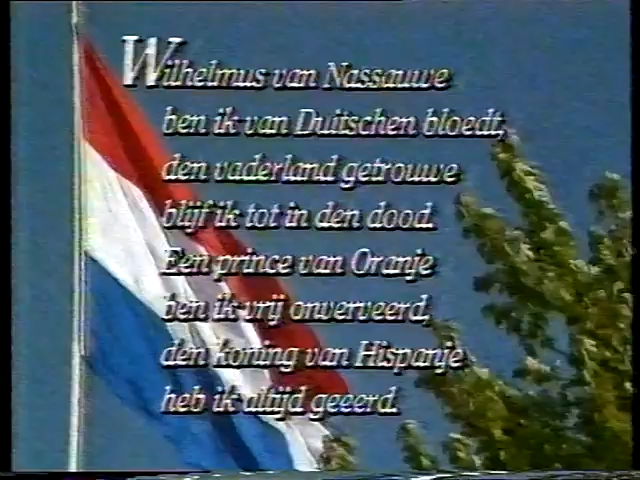 Wilhelmus van Nassauwe
ben ik van Duitschen bloedt,
den vaderland getrouwe
blijf ik tot in den dood.
Een prince van Oranje
ben ik vrij onverveerd,
den koning van Hispanje
heb ik altijd geeerd.